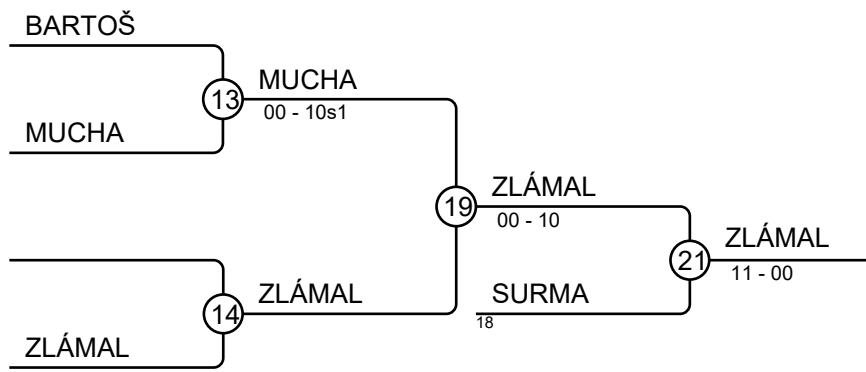 BARTOŠ
13
MUCHA
00 - 10s1
MUCHA
19
ZLÁMAL
00 - 10
21
ZLÁMAL
11 - 00
14
ZLÁMAL
SURMA
18
ZLÁMAL